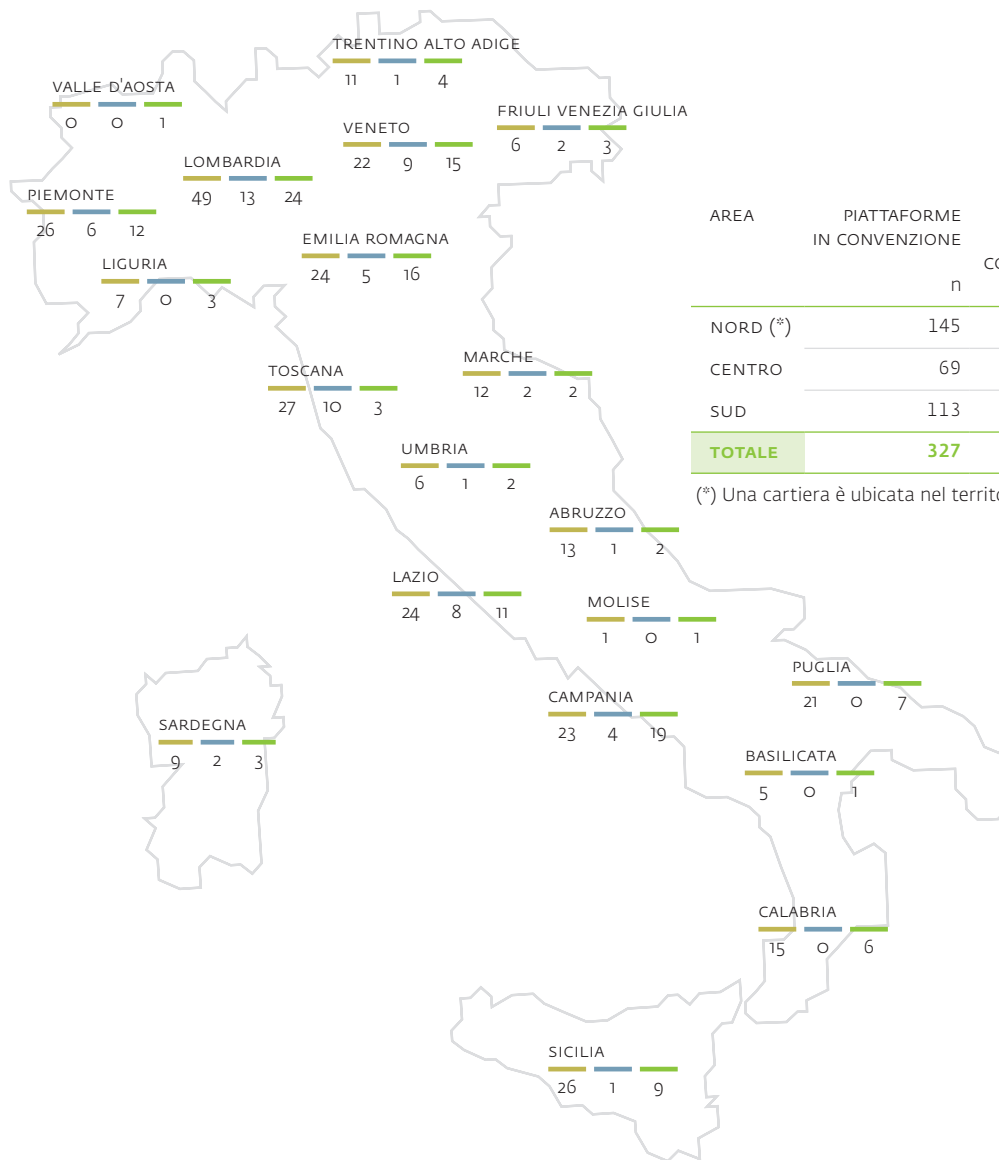 TRENTINO ALTO ADIGE
11 1 4
VALLE D'AOSTA
0 0 1
FRIULI VENEZIA GIULIA
6 2 3
VENETO
22 9 15
LOMBARDIA
49 13 24
PIEMONTE
26 6 12
EMILIA ROMAGNA
24 5 16
LIGURIA
7 0 3
MARCHE
12 2 2
TOSCANA
27 10 3
UMBRIA
6 1 2
ABRUZZO
13 1 2
LAZIO
24 8 11
MOLISE
1 0 1
PUGLIA
21 0 7
CAMPANIA
23 4 19
SARDEGNA
9 2 3
BASILICATA
5 0 1
CALABRIA
15 0 6
SICILIA
26 1 9
AREA PIATTAFORME
IN CONVENZIONE
CO
n
NORD (*) 145
CENTRO 69
SUD 113
TOTALE 327
(*) Una cartiera è ubicata nel territo